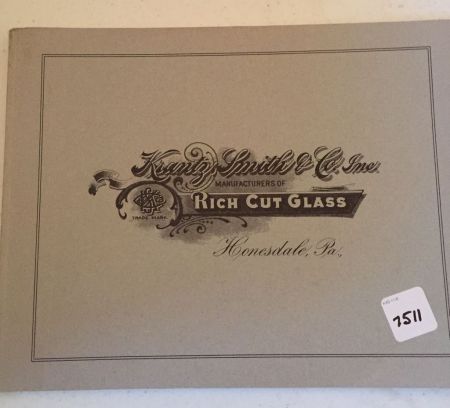 Krantz, Smith & Co. Inc.
MANUFACTURERS OF
RICH CUT GLASS
TRADE MARK
Honesdale, Pa.,
7511